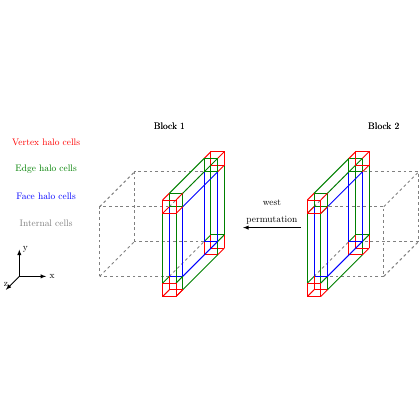 Block 1
Block 2
Vertex halo cells
Edge halo cells
Face halo cells
Internal cells
west
permutation
y
x
z